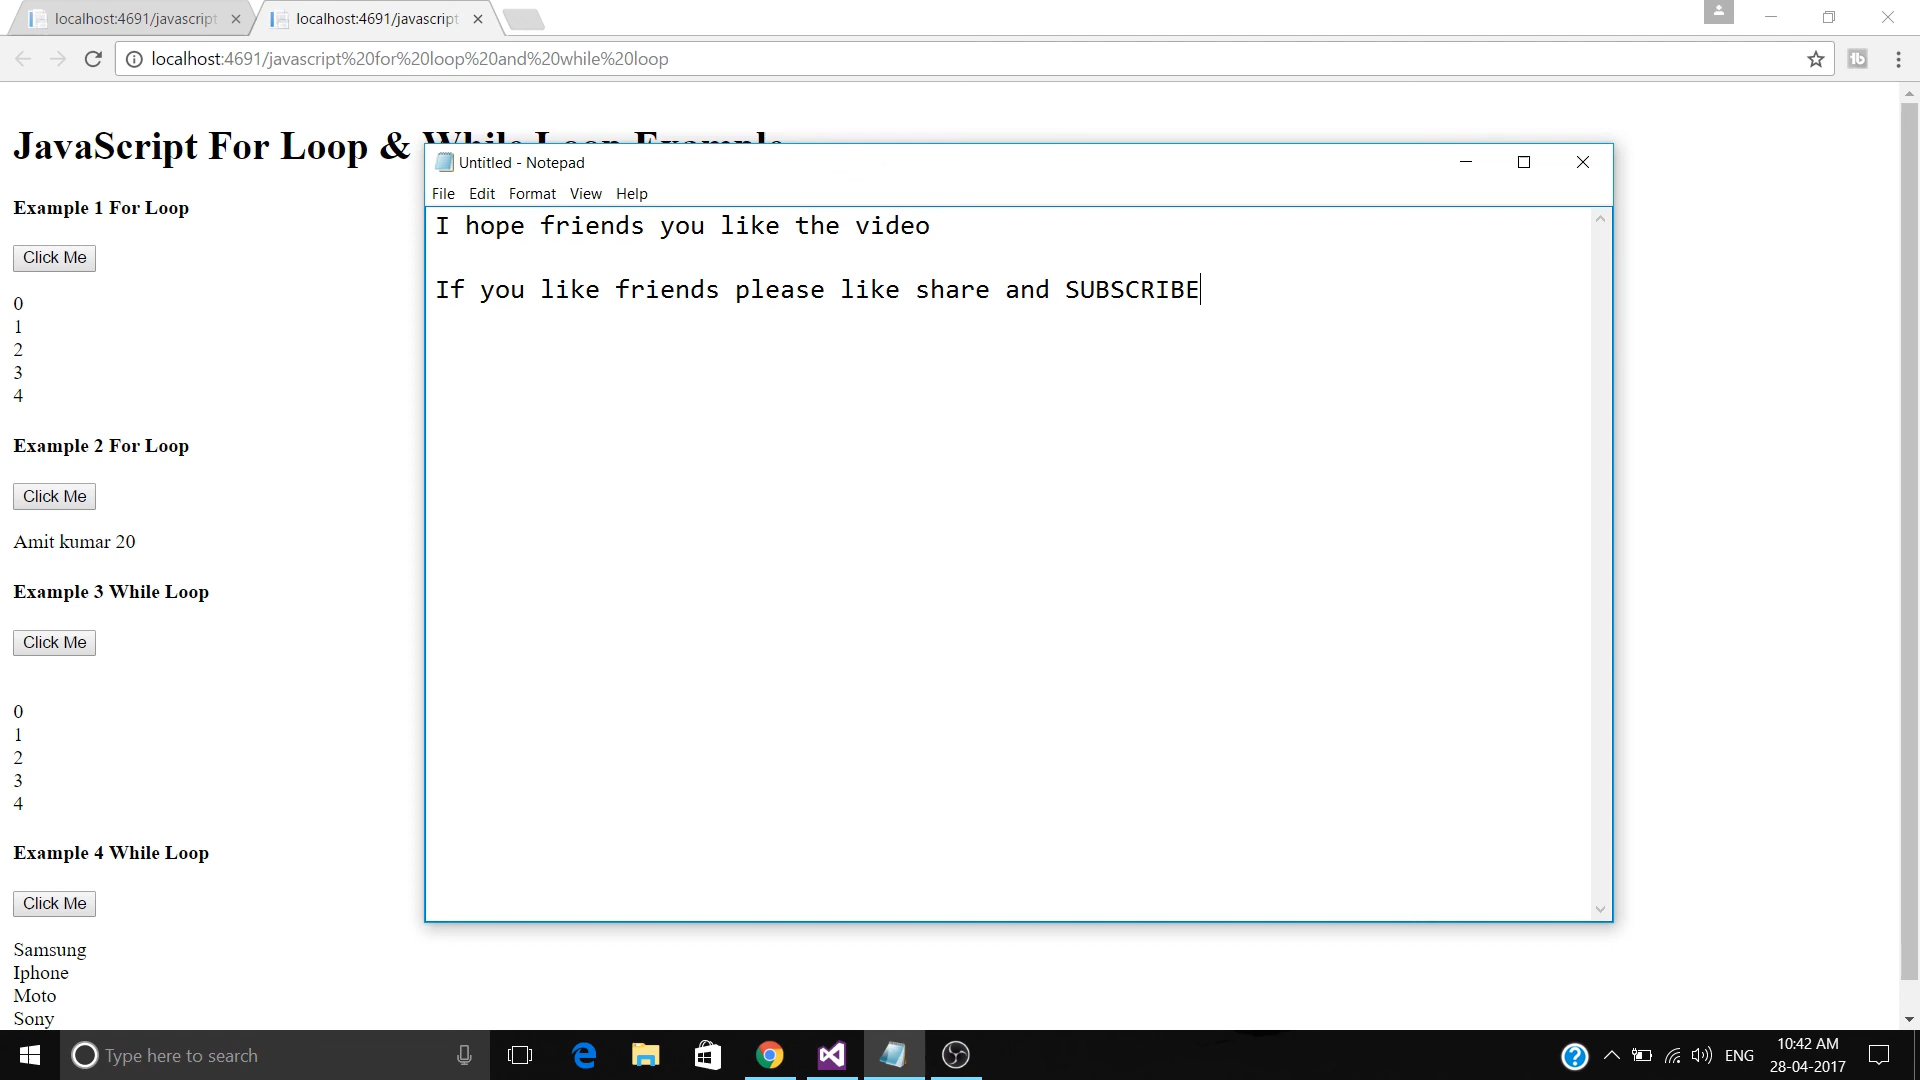 localhost:4691/javascript
localhost:4691/javascript
localhost:4691/javascript%20for%20loop%20and%20while%20loop
JavaScript For Loop & While Loop Example
Untitled - Notepad
File Edit Format View Help
I hope friends you like the video
If you like friends please like share and SUBSCRIBE
Example 1 For Loop
Click Me
0
1
2
3
4
Example 2 For Loop
Click Me
Amit kumar 20
Example 3 While Loop
Click Me
0
1
2
3
4
Example 4 While Loop
Click Me
Samsung
Iphone
Moto
Sony
Type here to search
ENG
10:42 AM
28-04-2017